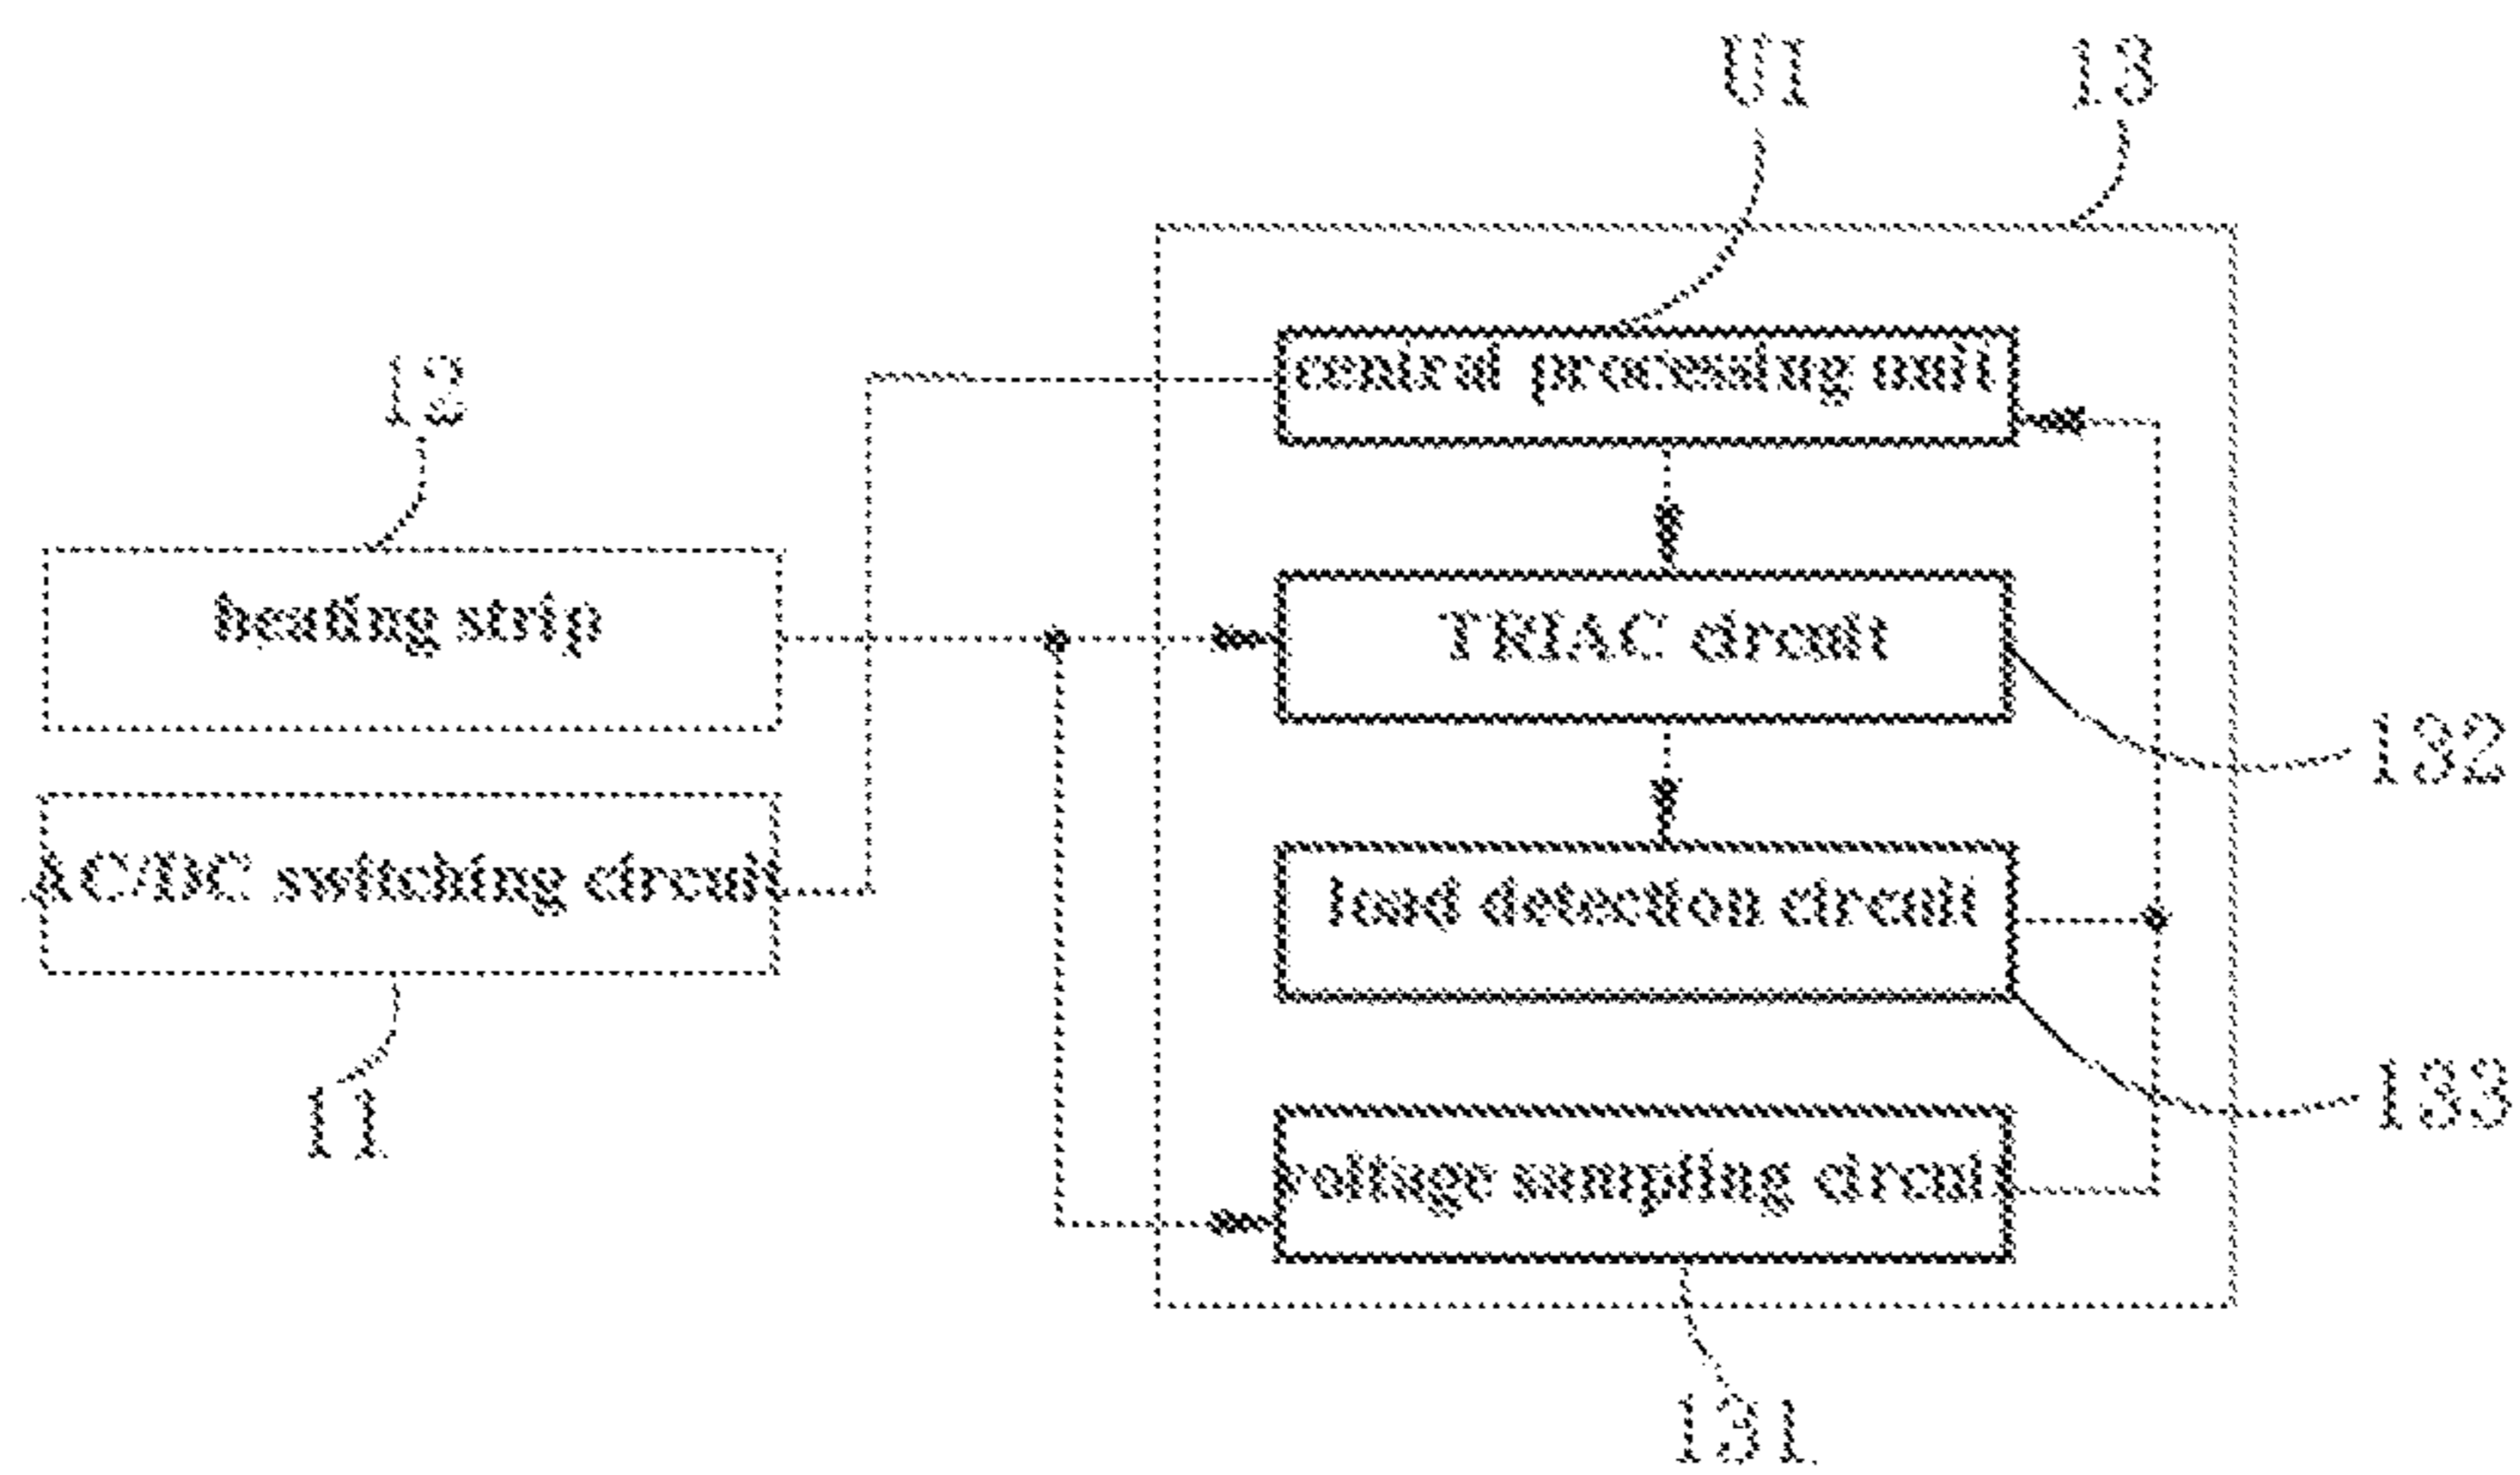 U1
13
central processing unit
12
heating strip
TRIAC circuit
132
AC/DC switching circuit
load detection circuit
133
11
voltage sampling circuit
131